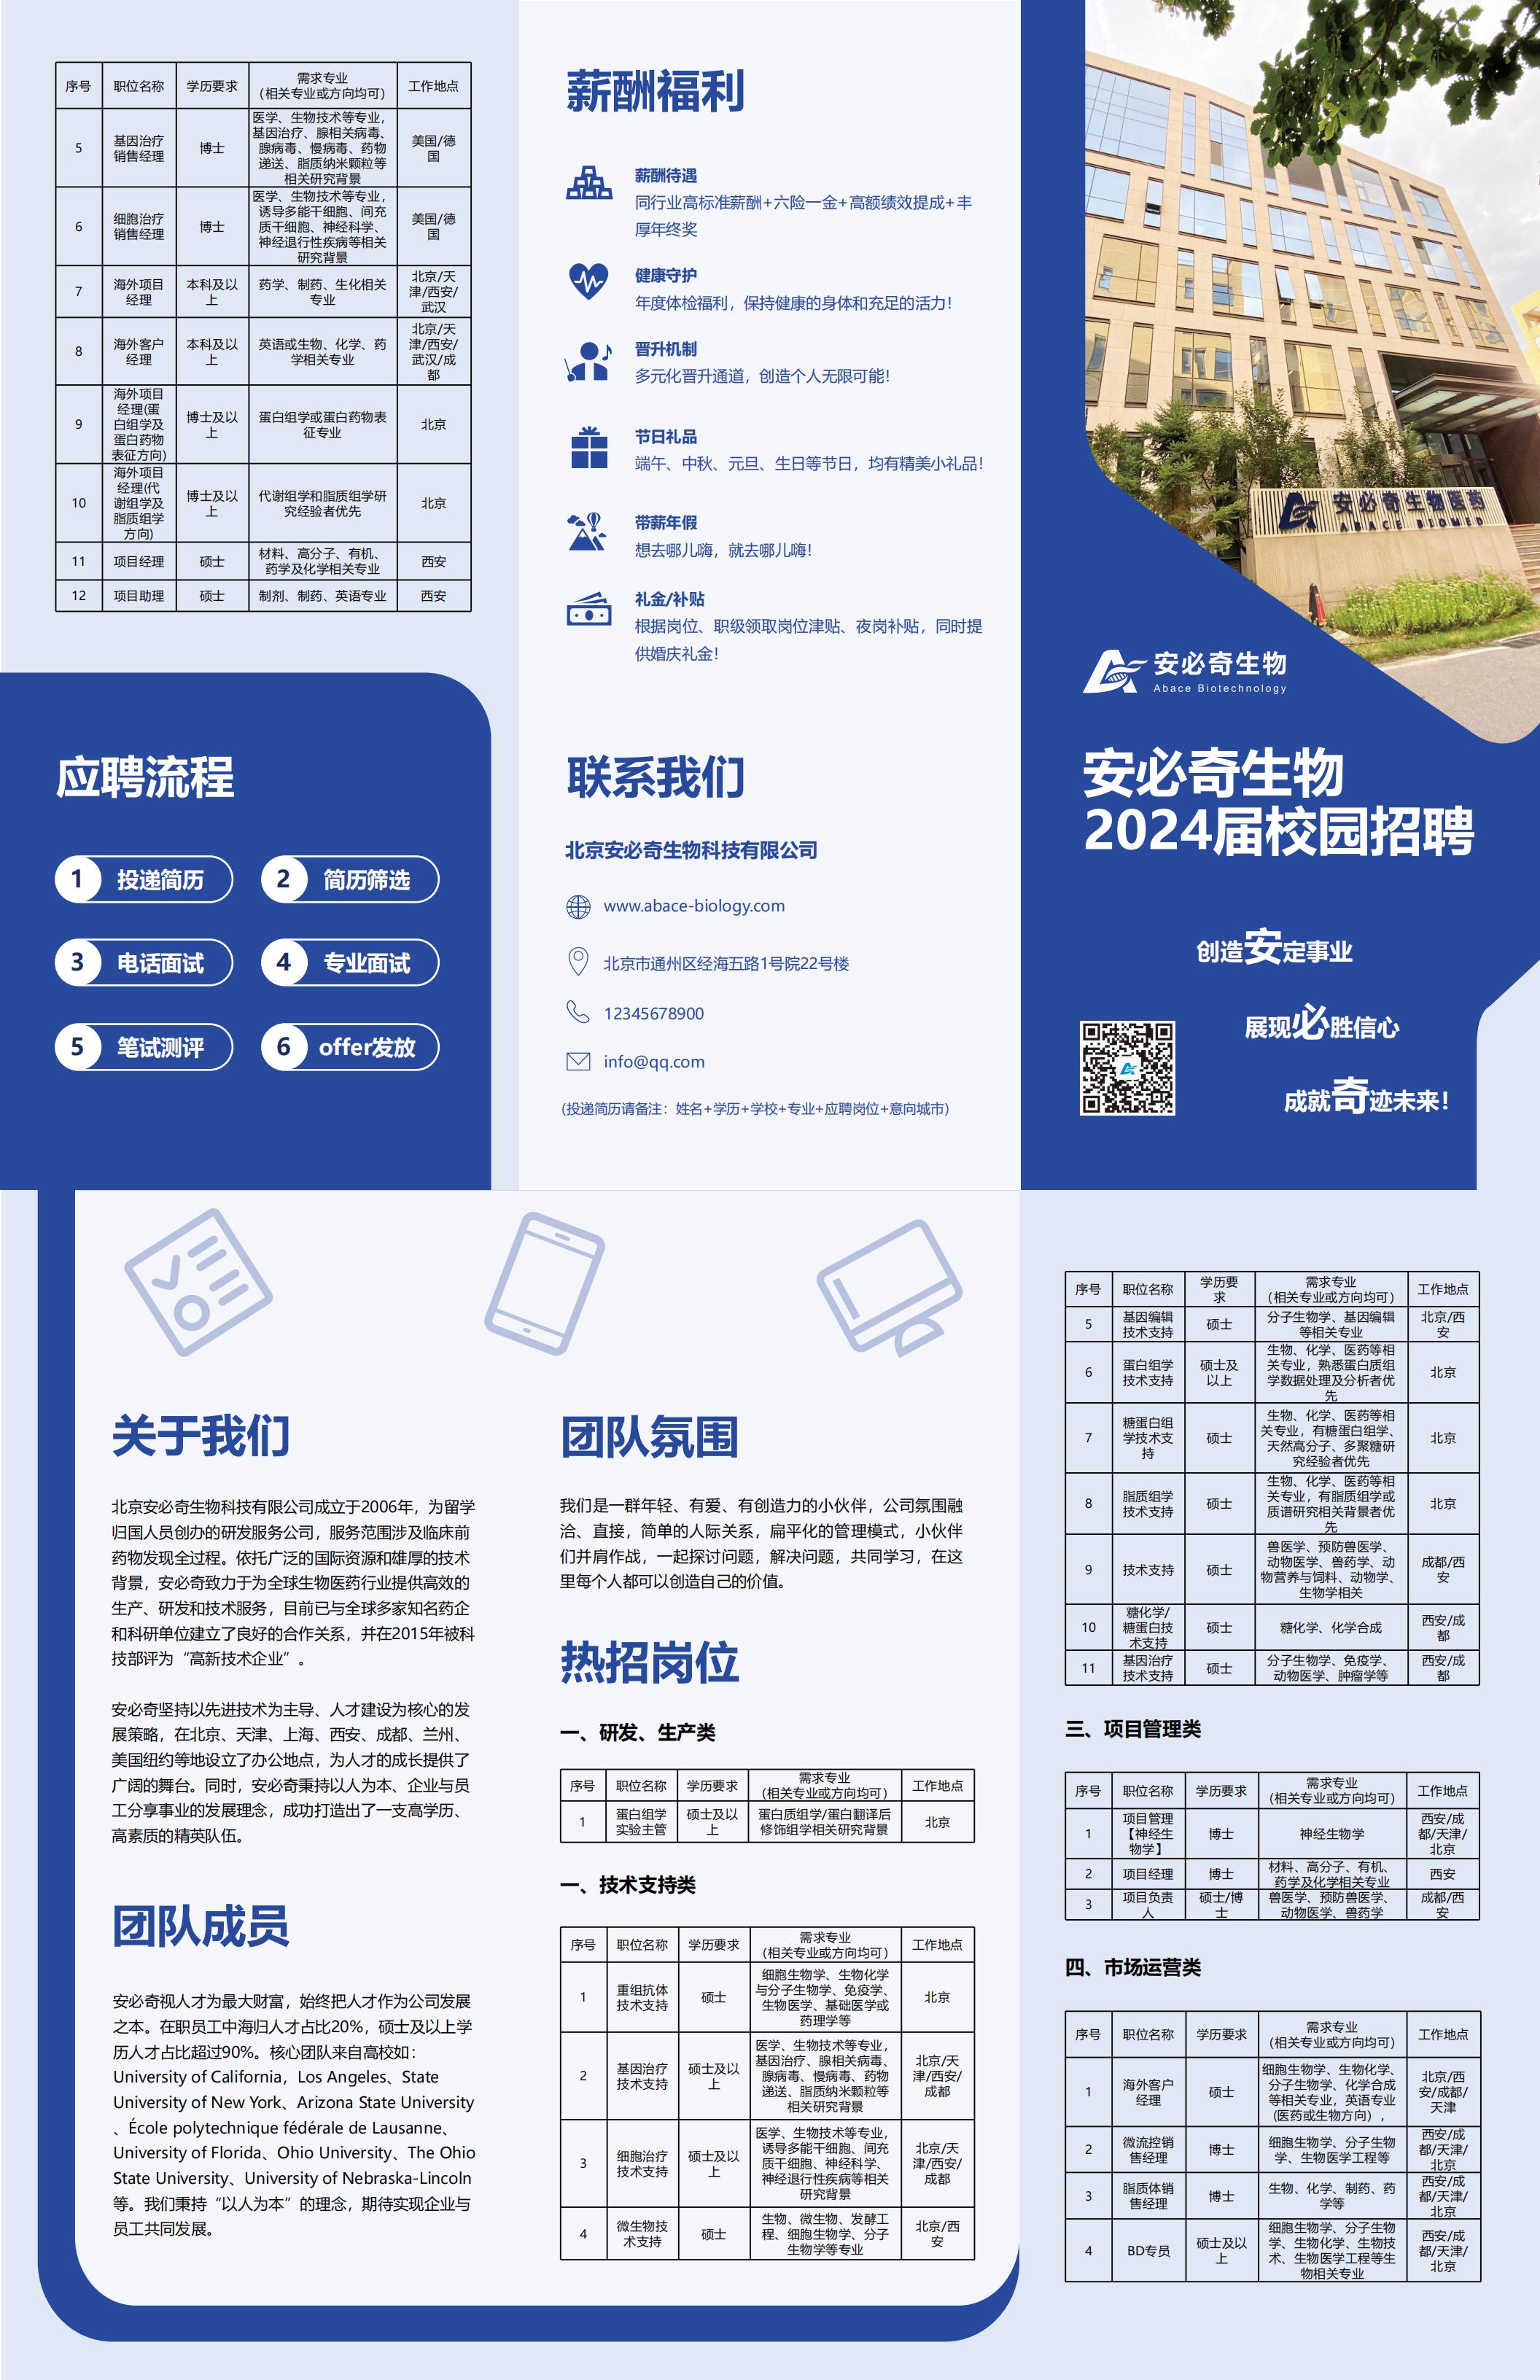 序号 职位名称 学历要求 需求专业（相关专业或方向均可） 工作地点
5 基因治疗销售经理 博士 医学、生物技术等专业，基因治疗、腺相关病毒、腺病毒、慢病毒、药物递送、脂质纳米颗粒等相关研究背景 美国/德国
6 细胞治疗销售经理 博士 医学、生物技术等专业，诱导多能干细胞、间充质干细胞、神经科学、神经退行性疾病等相关研究背景 美国/德国
7 海外项目经理 本科及以上 药学、制药、生化相关专业 北京/天津/西安/武汉
8 海外客户经理 本科及以上 英语或生物、化学、药学相关专业 北京/天津/西安/武汉/成都
9 海外项目经理(蛋白组学及蛋白药物表征方向) 博士及以上 蛋白组学或蛋白药物表征专业 北京
10 海外项目经理(代谢组学及脂质组学方向) 博士及以上 代谢组学和脂质组学研究经验者优先 北京
11 项目经理 硕士 材料、高分子、有机、药学及化学相关专业 西安
12 项目助理 硕士 制剂、制药、英语专业 西安
应聘流程
1 投递简历
2 简历筛选
3 电话面试
4 专业面试
5 笔试测评
6 offer发放
薪酬福利
薪酬待遇
同行业高标准薪酬+六险一金+高额绩效提成+丰
厚年终奖
健康守护
年度体检福利，保持健康的身体和充足的活力！
晋升机制
多元化晋升通道，创造个人无限可能！
节日礼品
端午、中秋、元旦、生日等节日，均有精美小礼品！
带薪年假
想去哪儿嗨，就去哪儿嗨！
礼金/补贴
根据岗位、职级领取岗位津贴、夜岗补贴，同时提
供婚庆礼金！
联系我们
北京安必奇生物科技有限公司
www.abace-biology.com
北京市通州区经海五路1号院22号楼
12345678900
info@qq.com
(投递简历请备注：姓名+学历+学校+专业+应聘岗位+意向城市)
安必奇生物医药
ABACE BIOMED
安必奇生物
Abace Biotechnology
安必奇生物
2024届校园招聘
创造安定事业
展现必胜信心
成就奇迹未来！
关于我们
北京安必奇生物科技有限公司成立于2006年，为留学
归国人员创办的研发服务公司，服务范围涉及临床前
药物发现全过程。依托广泛的国际资源和雄厚的技术
背景，安必奇致力于为全球生物医药行业提供高效的
生产、研发和技术服务，目前已与全球多家知名药企
和科研单位建立了良好的合作关系，并在2015年被科
技部评为“高新技术企业”。
安必奇坚持以先进技术为主导、人才建设为核心的发
展策略，在北京、天津、上海、西安、成都、兰州、
美国纽约等地设立了办公地点，为人才的成长提供了
广阔的舞台。同时，安必奇秉持以人为本、企业与员
工分享事业的发展理念，成功打造出了一支高学历、
高素质的精英队伍。
团队成员
安必奇视人才为最大财富，始终把人才作为公司发展
之本。在职员工中海归人才占比20%，硕士及以上学
历人才占比超过90%。核心团队来自高校如：
University of California，Los Angeles、State
University of New York、Arizona State University
、École polytechnique fédérale de Lausanne、
University of Florida、Ohio University、The Ohio
State University、University of Nebraska-Lincoln
等。我们秉持“以人为本”的理念，期待实现企业与
员工共同发展。
团队氛围
我们是一群年轻、有爱、有创造力的小伙伴，公司氛围融
洽、直接，简单的人际关系，扁平化的管理模式，小伙伴
们并肩作战，一起探讨问题，解决问题，共同学习，在这
里每个人都可以创造自己的价值。
热招岗位
一、研发、生产类
序号 职位名称 学历要求 需求专业（相关专业或方向均可） 工作地点
1 蛋白组学实验主管 硕士及以上 蛋白质组学/蛋白翻译后修饰组学相关研究背景 北京
一、技术支持类
序号 职位名称 学历要求 需求专业（相关专业或方向均可） 工作地点
1 重组抗体技术支持 硕士 细胞生物学、生物化学与分子生物学、免疫学、生物医学、基础医学或药理学等 北京
2 基因治疗技术支持 硕士及以上 医学、生物技术等专业，基因治疗、腺相关病毒、腺病毒、慢病毒、药物递送、脂质纳米颗粒等相关研究背景 北京/天津/西安/成都
3 细胞治疗技术支持 硕士及以上 医学、生物技术等专业，诱导多能干细胞、间充质干细胞、神经科学、神经退行性疾病等相关研究背景 北京/天津/西安/成都
4 微生物技术支持 硕士 生物、微生物、发酵工程、细胞生物学、分子生物学等专业 北京/西安
序号 职位名称 学历要求 需求专业（相关专业或方向均可） 工作地点
5 基因编辑技术支持 硕士 分子生物学、基因编辑等相关专业 北京/西安
6 蛋白组学技术支持 硕士及以上 生物、化学、医药等相关专业，熟悉蛋白质组学数据处理及分析者优先 北京
7 糖蛋白组学技术支持 硕士 生物、化学、医药等相关专业，有糖蛋白组学、天然高分子、多聚糖研究经验者优先 北京
8 脂质组学技术支持 硕士 生物、化学、医药等相关专业，有脂质组学或质谱研究相关背景者优先 北京
9 技术支持 硕士 兽医学、预防兽医学、动物医学、兽药学、动物营养与饲料、动物学、生物学相关 成都/西安
10 糖化学/糖蛋白技术支持 硕士 糖化学、化学合成 西安/成都
11 基因治疗技术支持 硕士 分子生物学、免疫学、动物医学、肿瘤学等 西安/成都
三、项目管理类
序号 职位名称 学历要求 需求专业（相关专业或方向均可） 工作地点
1 项目管理【神经生物学】 博士 神经生物学 西安/成都/天津/北京
2 项目经理 博士 材料、高分子、有机、药学及化学相关专业 西安
3 项目负责人 硕士/博士 兽医学、预防兽医学、动物医学、兽药学 成都/西安
四、市场运营类
序号 职位名称 学历要求 需求专业（相关专业或方向均可） 工作地点
1 海外客户经理 硕士 细胞生物学、生物化学、分子生物学、化学合成等相关专业，英语专业(医药或生物方向)， 北京/西安/成都/天津
2 微流控销售经理 博士 细胞生物学、分子生物学、生物医学工程等 西安/成都/天津/北京
3 脂质体销售经理 博士 生物、化学、制药、药学等 西安/成都/天津/北京
4 BD专员 硕士及以上 细胞生物学、分子生物学、生物化学、生物技术、生物医学工程等生物相关专业 西安/成都/天津/北京